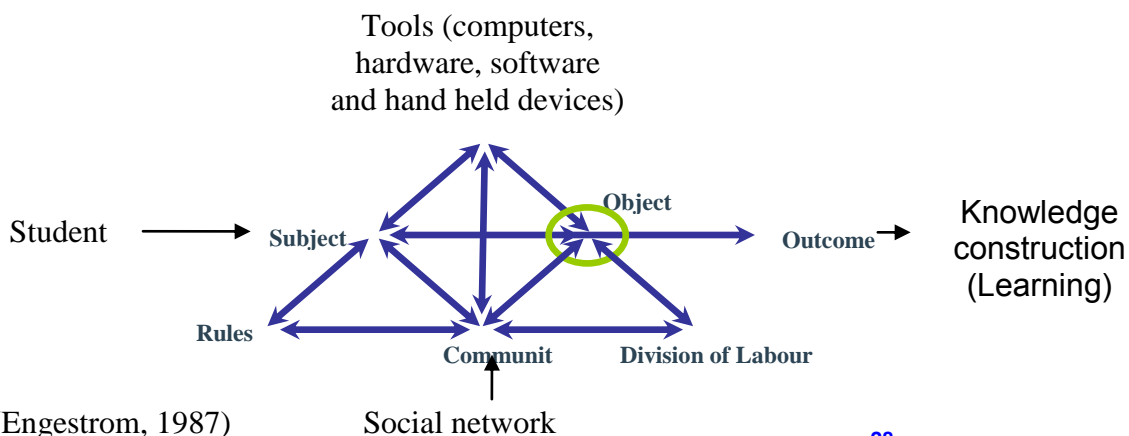 Tools (computers,
hardware, software
and hand held devices)
Object
Student
Subject
Outcome
Knowledge
construction
(Learning)
Rules
Communit
Division of Labour
Engestrom, 1987)
Social network